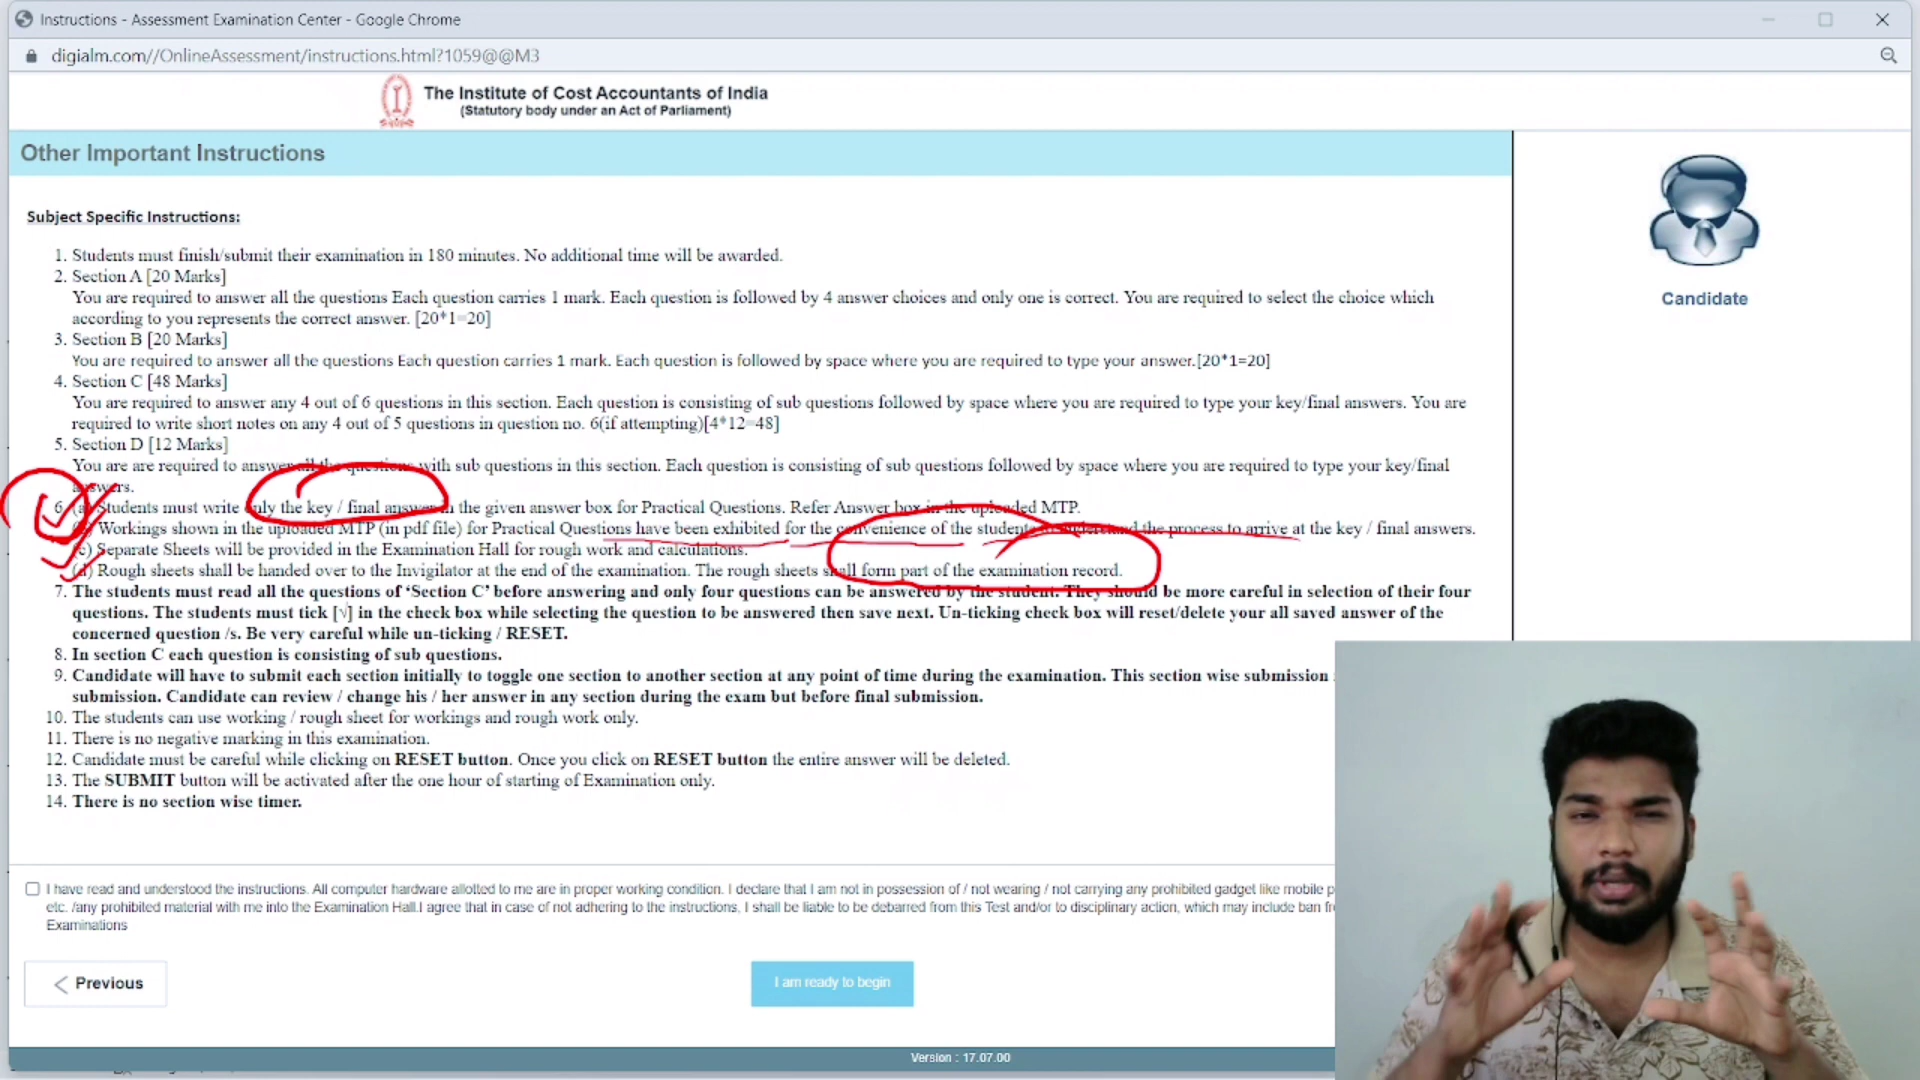 Instructions - Assessment Examination Center - Google Chrome
digialm.com//OnlineAssessment/instructions.html?1059@@M3
The Institute of Cost Accountants of India
(Statutory body under an Act of Parliament)
Other Important Instructions
Subject Specific Instructions:
1. Students must finish/submit their examination in 180 minutes. No additional time will be awarded.
2. Section A [20 Marks]
You are required to answer all the questions Each question carries 1 mark. Each question is followed by 4 answer choices and only one is correct. You are required to select the choice which
according to you represents the correct answer. [20*1=20]
3. Section B [20 Marks]
You are required to answer all the questions Each question carries 1 mark. Each question is followed by space where you are required to type your answer.[20*1=20]
4. Section C [48 Marks]
You are required to answer any 4 out of 6 questions in this section. Each question is consisting of sub questions followed by space where you are required to type your key/final answers. You are
required to write short notes on any 4 out of 5 questions in question no. 6(if attempting)[4*12=48]
5. Section D [12 Marks]
You are are required to answer all the questions with sub questions in this section. Each question is consisting of sub questions followed by space where you are required to type your key/final
answers.
6. (a) Students must write only the key / final answer in the given answer box for Practical Questions. Refer Answer box in the uploaded MTP.
(b) Workings shown in the uploaded MTP (in pdf file) for Practical Questions have been exhibited for the convenience of the students to understand the process to arrive at the key / final answers.
(c) Separate Sheets will be provided in the Examination Hall for rough work and calculations.
(d) Rough sheets shall be handed over to the Invigilator at the end of the examination. The rough sheets shall form part of the examination record.
7. The students must read all the questions of ‘Section C’ before answering and only four questions can be answered by the student. They should be more careful in selection of their four
questions. The students must tick [√] in the check box while selecting the question to be answered then save next. Un-ticking check box will reset/delete your all saved answer of the
concerned question /s. Be very careful while un-ticking / RESET.
8. In section C each question is consisting of sub questions.
9. Candidate will have to submit each section initially to toggle one section to another section at any point of time during the examination. This section wise submission
submission. Candidate can review / change his / her answer in any section during the exam but before final submission.
10. The students can use working / rough sheet for workings and rough work only.
11. There is no negative marking in this examination.
12. Candidate must be careful while clicking on RESET button. Once you click on RESET button the entire answer will be deleted.
13. The SUBMIT button will be activated after the one hour of starting of Examination only.
14. There is no section wise timer.
Candidate
I have read and understood the instructions. All computer hardware allotted to me are in proper working condition. I declare that I am not in possession of / not wearing / not carrying any prohibited gadget like mobile p
etc. /any prohibited material with me into the Examination Hall.I agree that in case of not adhering to the instructions, I shall be liable to be debarred from this Test and/or to disciplinary action, which may include ban fr
Examinations
< Previous
I am ready to begin
Version : 17.07.00